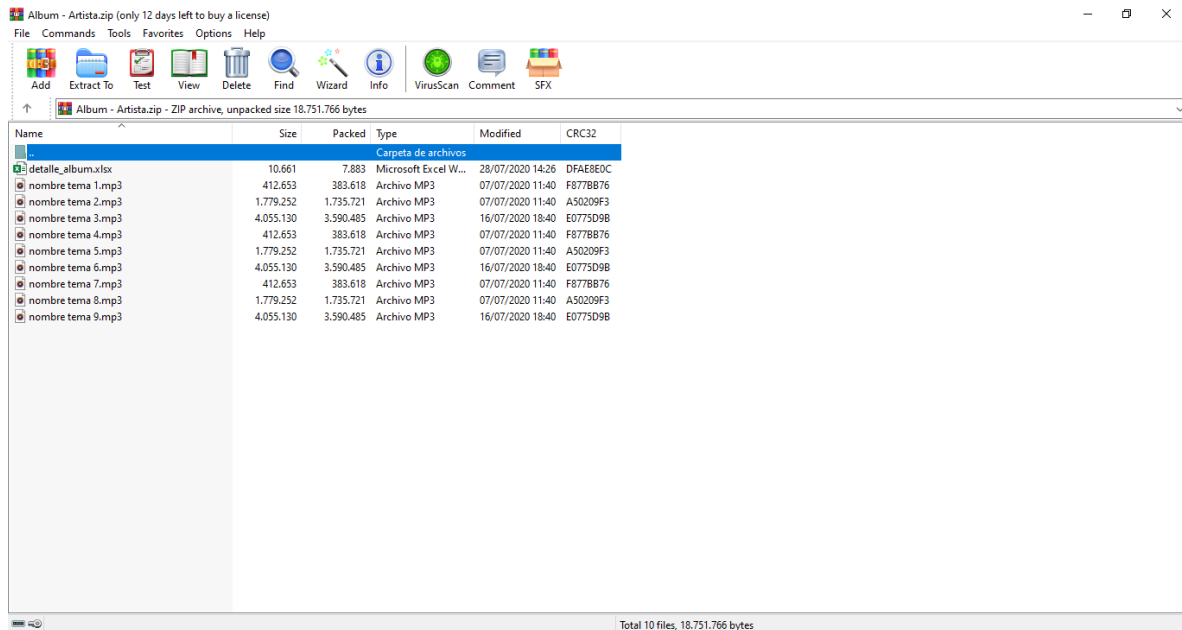 Album - Artista.zip (only 12 days left to buy a license)
File Commands Tools Favorites Options Help
Add Extract To Test View Delete Find Wizard Info VirusScan Comment SFX
Album - Artista.zip - ZIP archive, unpacked size 18.751.766 bytes
Name Size Packed Type Modified CRC32
.. Carpeta de archivos
detalle_album.xlsx 10.661 7.883 Microsoft Excel W... 28/07/2020 14:26 DFAE8E0C
nombre tema 1.mp3 412.653 383.618 Archivo MP3 07/07/2020 11:40 F877BB76
nombre tema 2.mp3 1.779.252 1.735.721 Archivo MP3 07/07/2020 11:40 A50209F3
nombre tema 3.mp3 4.055.130 3.590.485 Archivo MP3 16/07/2020 18:40 E0775D9B
nombre tema 4.mp3 412.653 383.618 Archivo MP3 07/07/2020 11:40 F877BB76
nombre tema 5.mp3 1.779.252 1.735.721 Archivo MP3 07/07/2020 11:40 A50209F3
nombre tema 6.mp3 4.055.130 3.590.485 Archivo MP3 16/07/2020 18:40 E0775D9B
nombre tema 7.mp3 412.653 383.618 Archivo MP3 07/07/2020 11:40 F877BB76
nombre tema 8.mp3 1.779.252 1.735.721 Archivo MP3 07/07/2020 11:40 A50209F3
nombre tema 9.mp3 4.055.130 3.590.485 Archivo MP3 16/07/2020 18:40 E0775D9B
Total 10 files, 18.751.766 bytes